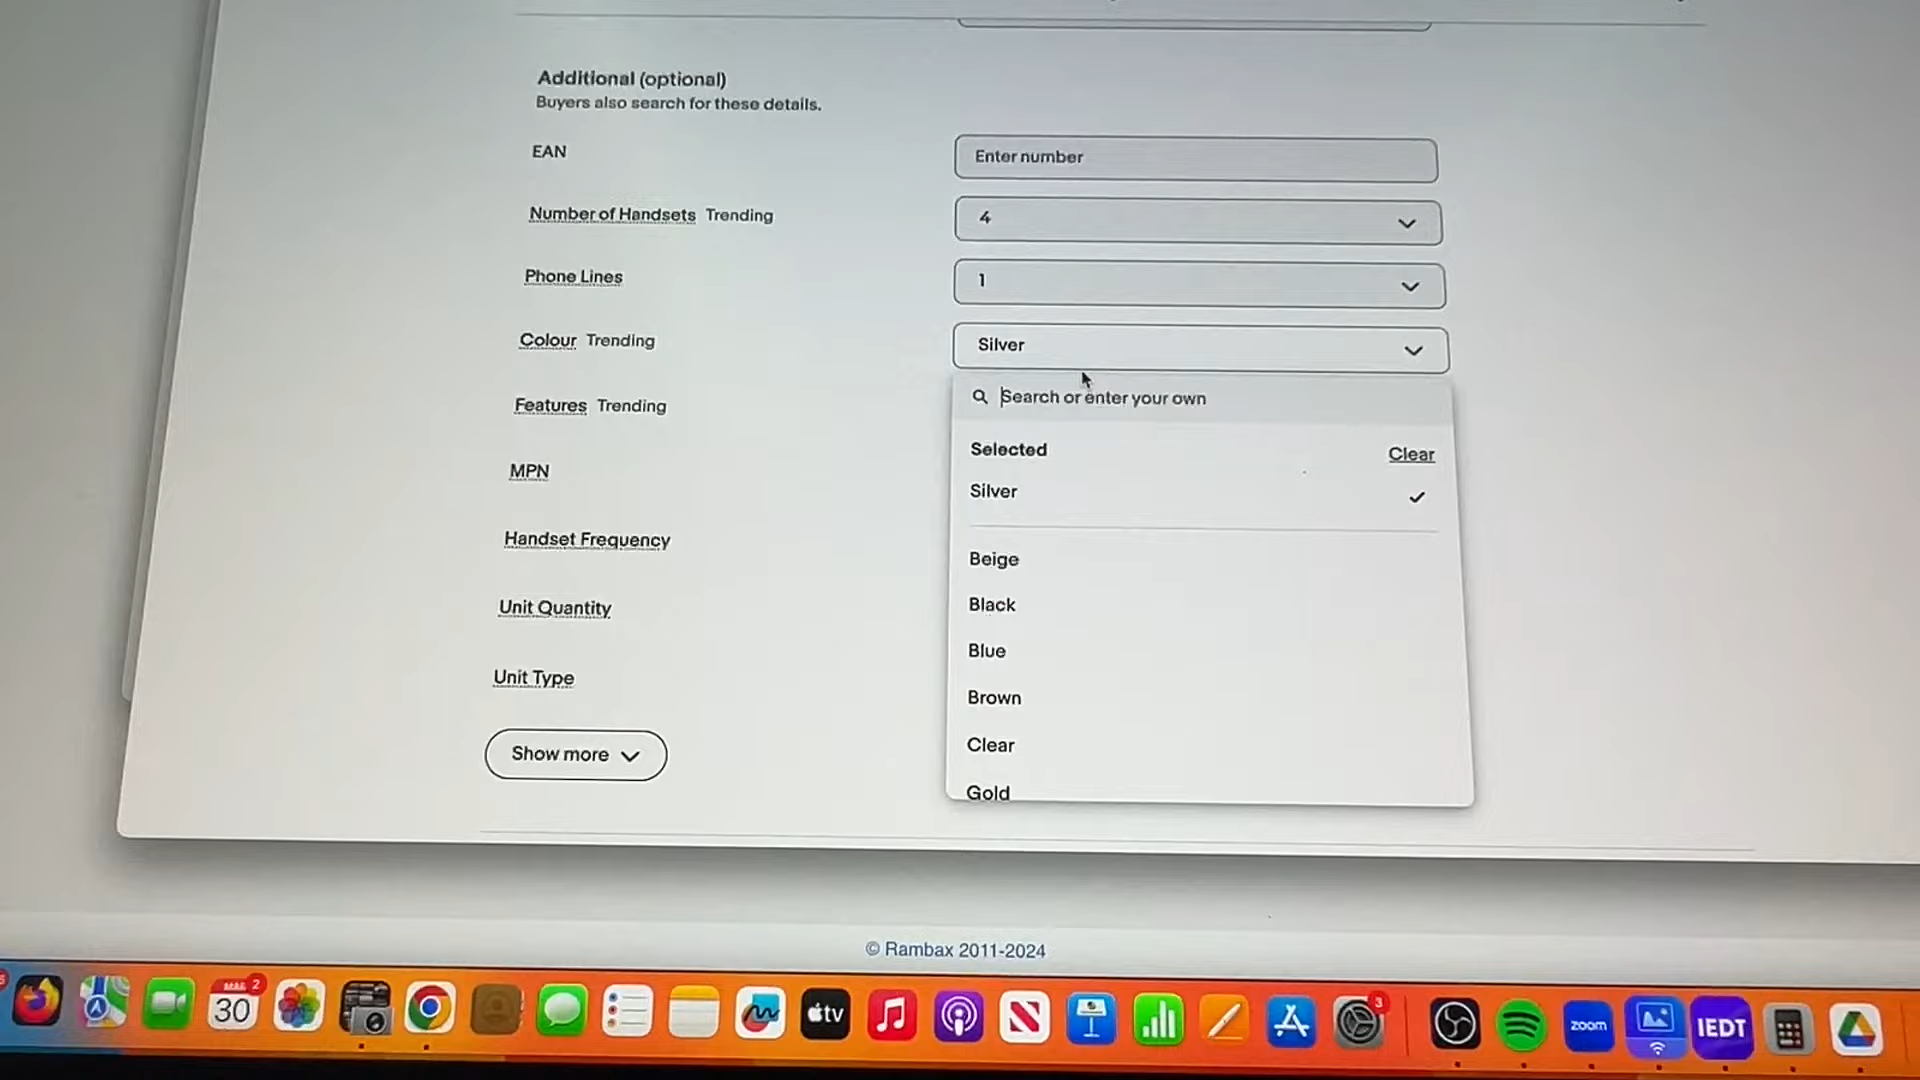 Additional (optional)
Buyers also search for these details.
EAN
Enter number
Number of Handsets Trending
4
Phone Lines
1
Colour Trending
Silver
Search or enter your own
Features Trending
Selected
Clear
MPN
Silver
Handset Frequency
Beige
Black
Unit Quantity
Blue
Unit Type
Brown
Show more
Clear
Gold
© Rambax 2011-2024
2
30
tv
3
zoom
IEDT